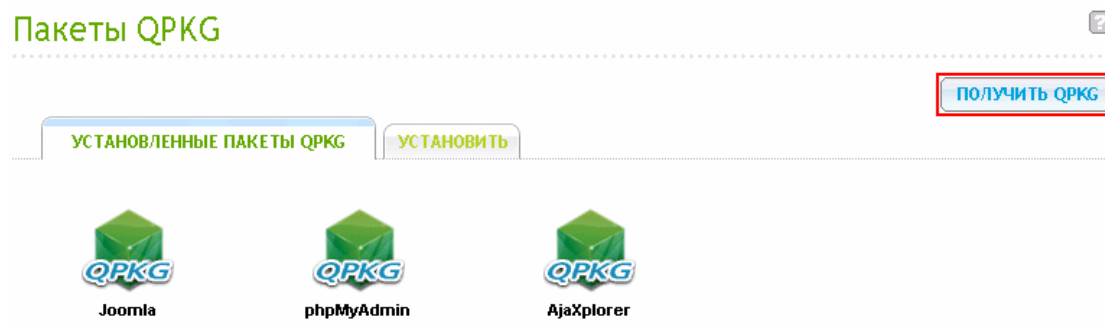 Пакеты QPKG
?
ПОЛУЧИТЬ QPKG
УСТАНОВЛЕННЫЕ ПАКЕТЫ QPKG
УСТАНОВИТЬ
QPKG QPKG QPKG
Joomla phpMyAdmin AjaXplorer